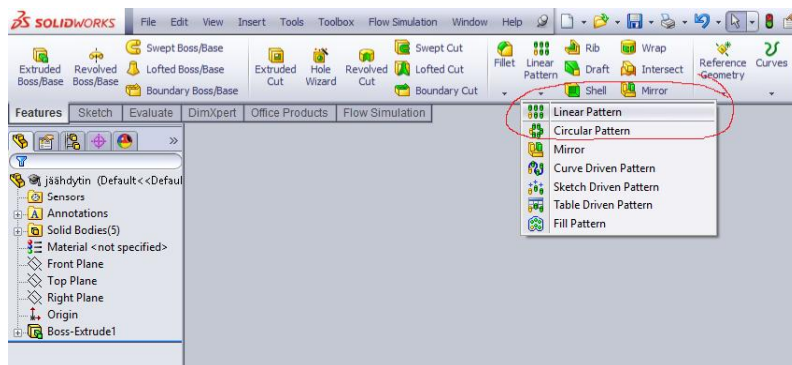 SOLIDWORKS File Edit View Insert Tools Toolbox Flow Simulation Window Help
Extruded Boss/Base
Revolved Boss/Base
Swept Boss/Base
Lofted Boss/Base
Boundary Boss/Base
Extruded Cut
Hole Wizard
Revolved Cut
Swept Cut
Lofted Cut
Boundary Cut
Fillet
Linear Pattern
Rib
Draft
Shell
Wrap
Intersect
Mirror
Reference Geometry
Curves
Features Sketch Evaluate DimXpert Office Products Flow Simulation
Linear Pattern
Circular Pattern
Mirror
Curve Driven Pattern
Sketch Driven Pattern
Table Driven Pattern
Fill Pattern
»
jäähdytin (Default<<Defaul
Sensors
A Annotations
Solid Bodies(5)
Material <not specified>
Front Plane
Top Plane
Right Plane
Origin
Boss-Extrude1